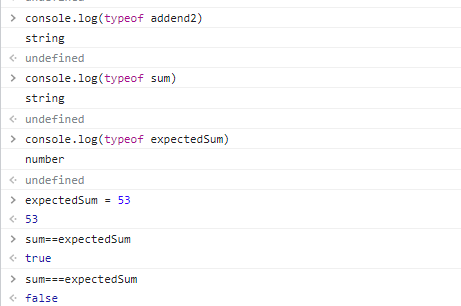 undefined
> console.log(typeof addend2)
string
< undefined
> console.log(typeof sum)
string
< undefined
> console.log(typeof expectedSum)
number
< undefined
> expectedSum = 53
< 53
> sum==expectedSum
< true
> sum===expectedSum
< false